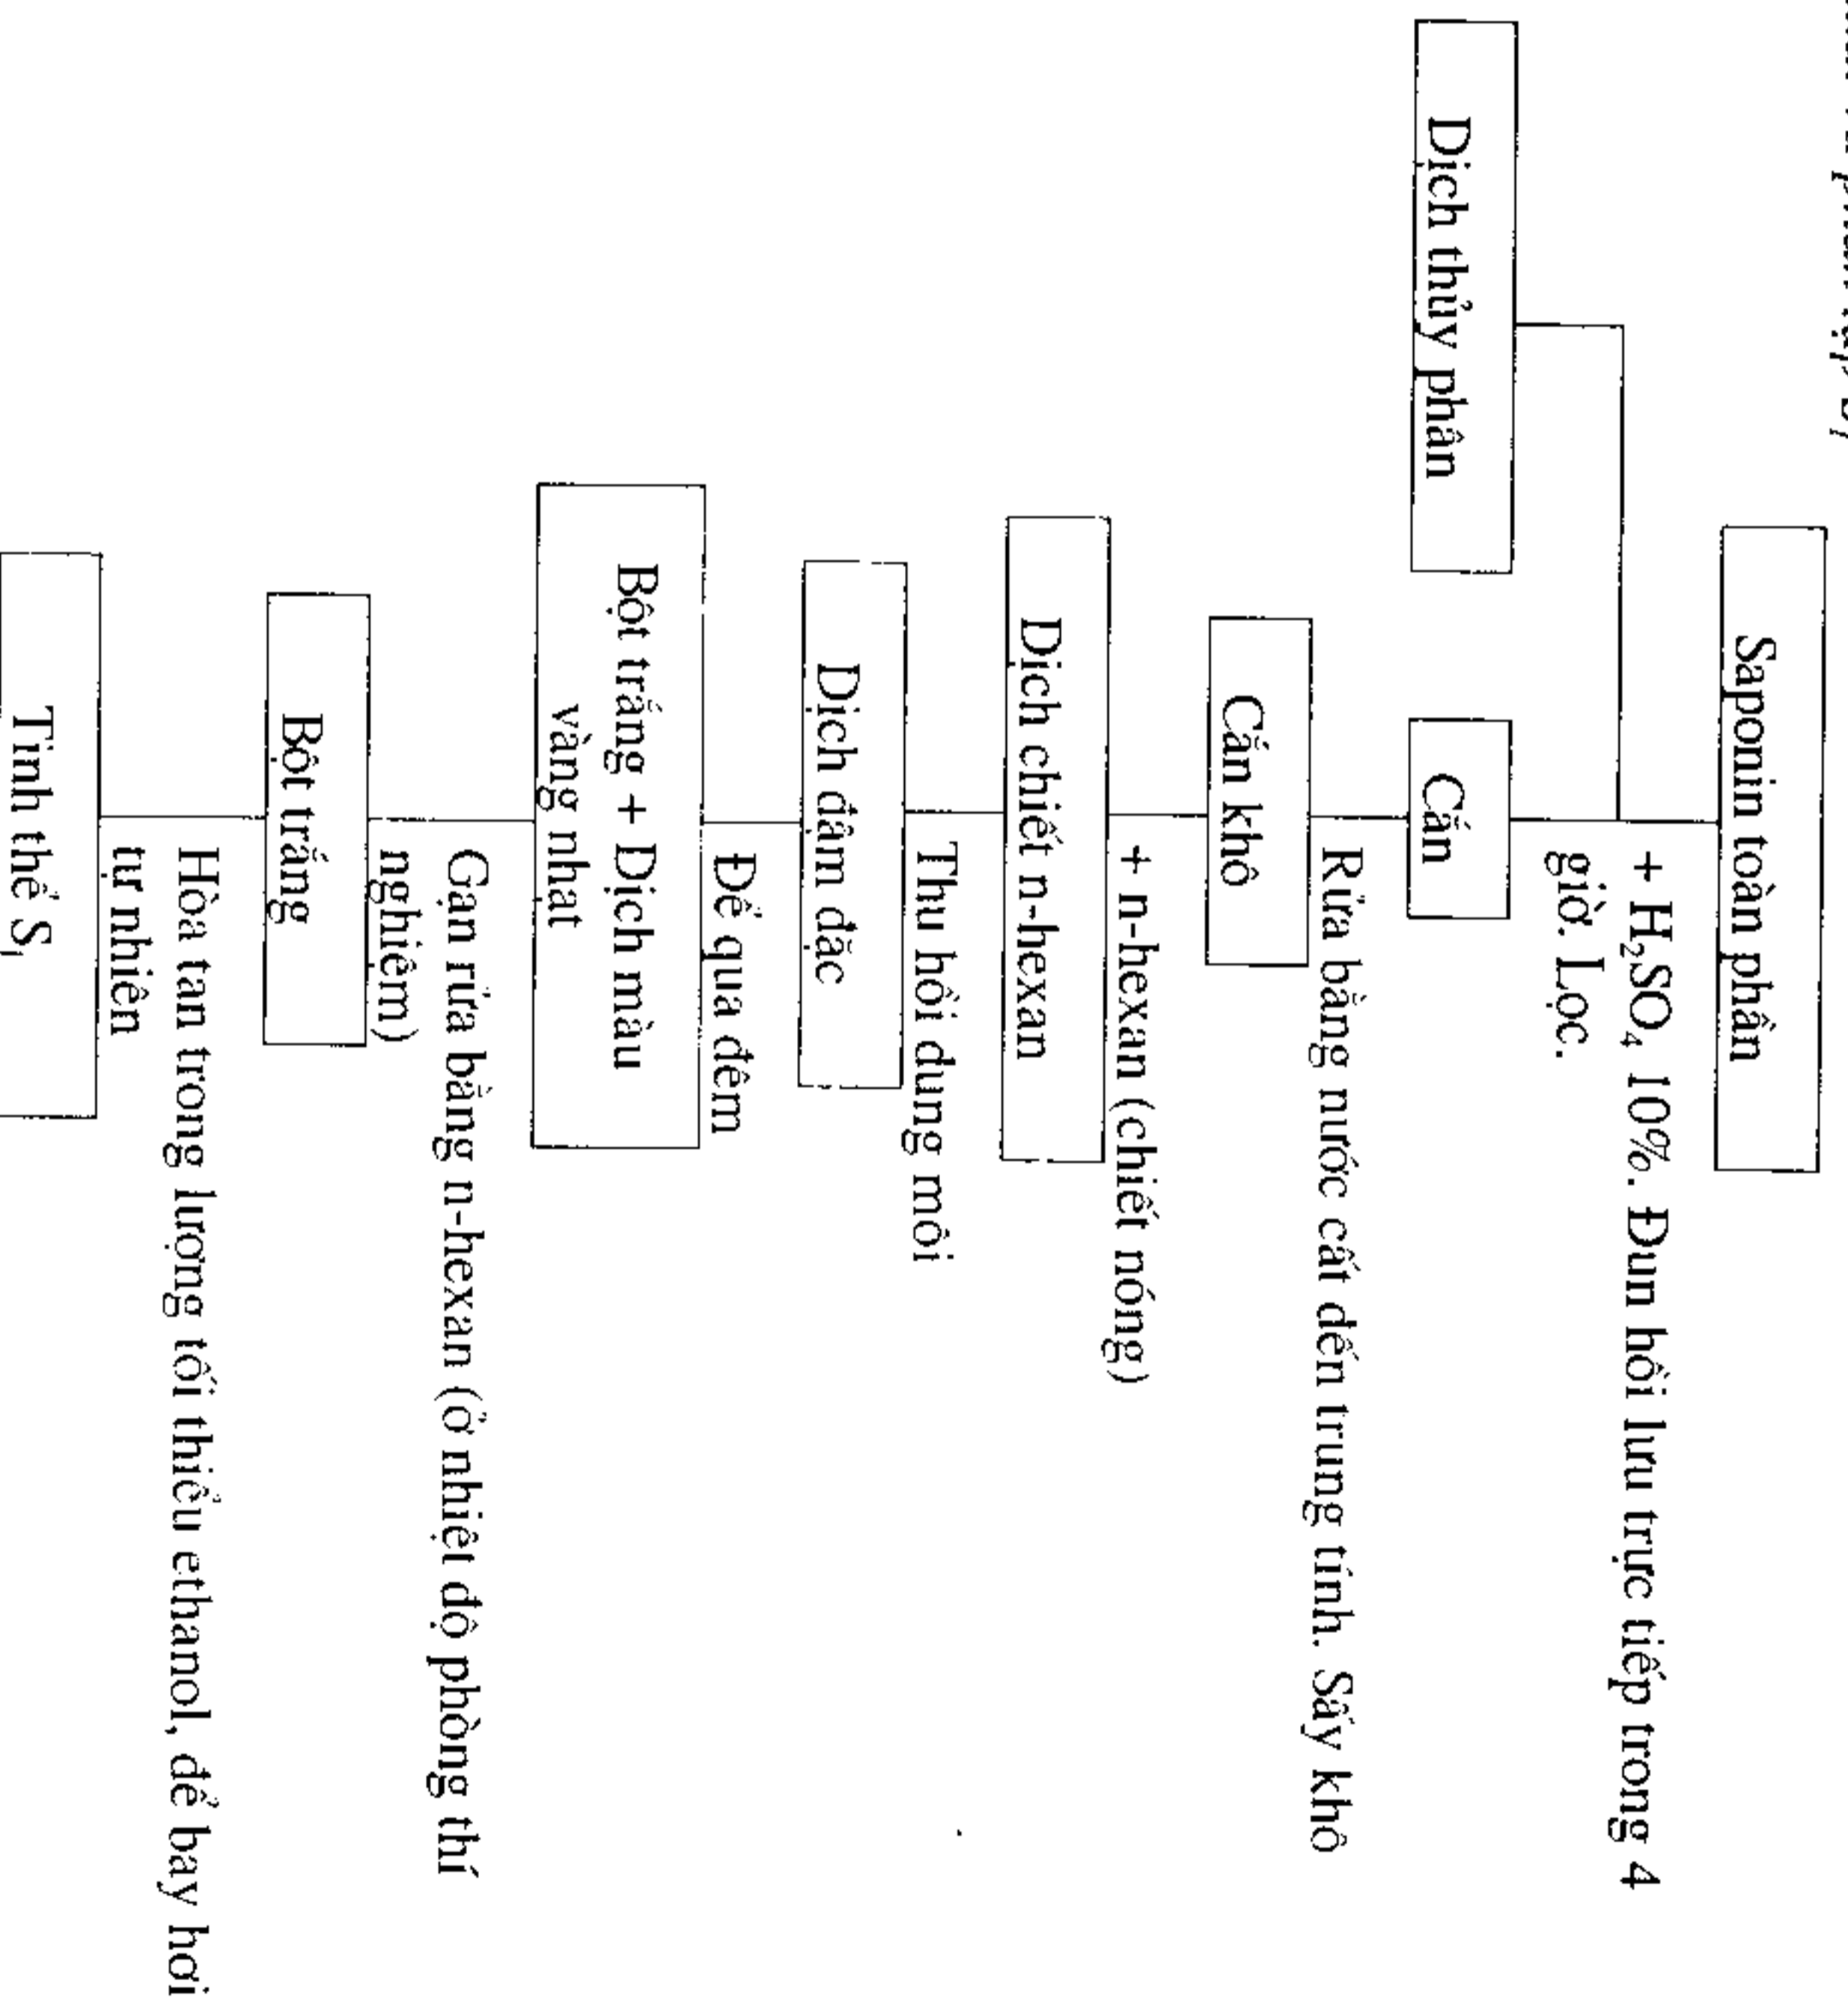 Saponin toàn phần
+ H₂SO₄ 10%. Đun hồi lưu trực tiếp trong 4
giờ. Lọc.
Dịch thủy phân
Cắn
Rửa bằng nước cất đến trung tính. Sấy khô
Cắn khô
+ n-hexan (chiết nóng)
Dịch chiết n-hexan
Thu hồi dung môi
Dịch đậm đặc
Để qua đêm
Bột trắng + Dịch màu
vàng nhạt
Gạn rửa bằng n-hexan (ở nhiệt độ phòng thí
nghiệm)
Bột trắng
Hòa tan trong lượng tối thiểu ethanol, để bay hơi
tự nhiên
Tinh thể S₁